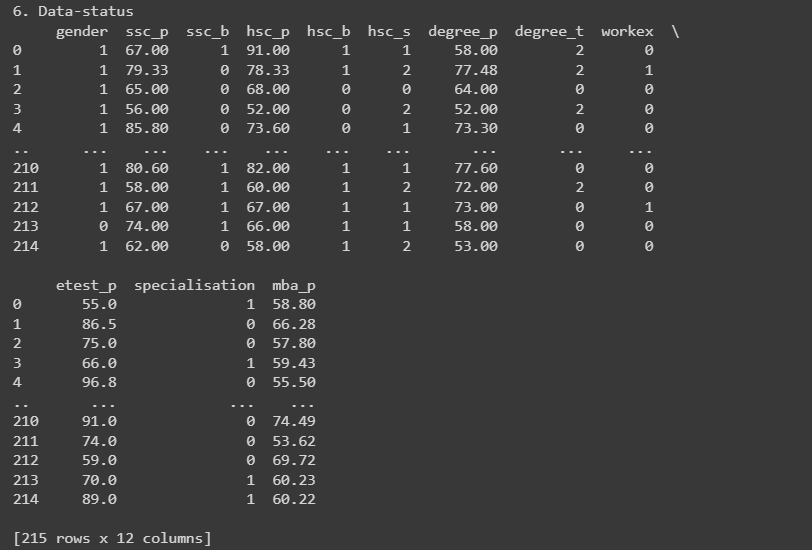 6. Data-status
     gender  ssc_p  ssc_b  hsc_p  hsc_b  hsc_s  degree_p  degree_t  workex  \
0         1  67.00      1  91.00      1      1     58.00         2       0
1         1  79.33      0  78.33      1      2     77.48         2       1
2         1  65.00      0  68.00      0      0     64.00         0       0
3         1  56.00      0  52.00      0      2     52.00         2       0
4         1  85.80      0  73.60      0      1     73.30         0       0
..      ...    ...    ...    ...    ...    ...       ...       ...     ...
210       1  80.60      1  82.00      1      1     77.60         0       0
211       1  58.00      1  60.00      1      2     72.00         2       0
212       1  67.00      1  67.00      1      1     73.00         0       1
213       0  74.00      1  66.00      1      1     58.00         0       0
214       1  62.00      0  58.00      1      2     53.00         0       0
     etest_p  specialisation  mba_p
0       55.0               1  58.80
1       86.5               0  66.28
2       75.0               0  57.80
3       66.0               1  59.43
4       96.8               0  55.50
..       ...             ...    ...
210     91.0               0  74.49
211     74.0               0  53.62
212     59.0               0  69.72
213     70.0               1  60.23
214     89.0               1  60.22
[215 rows x 12 columns]